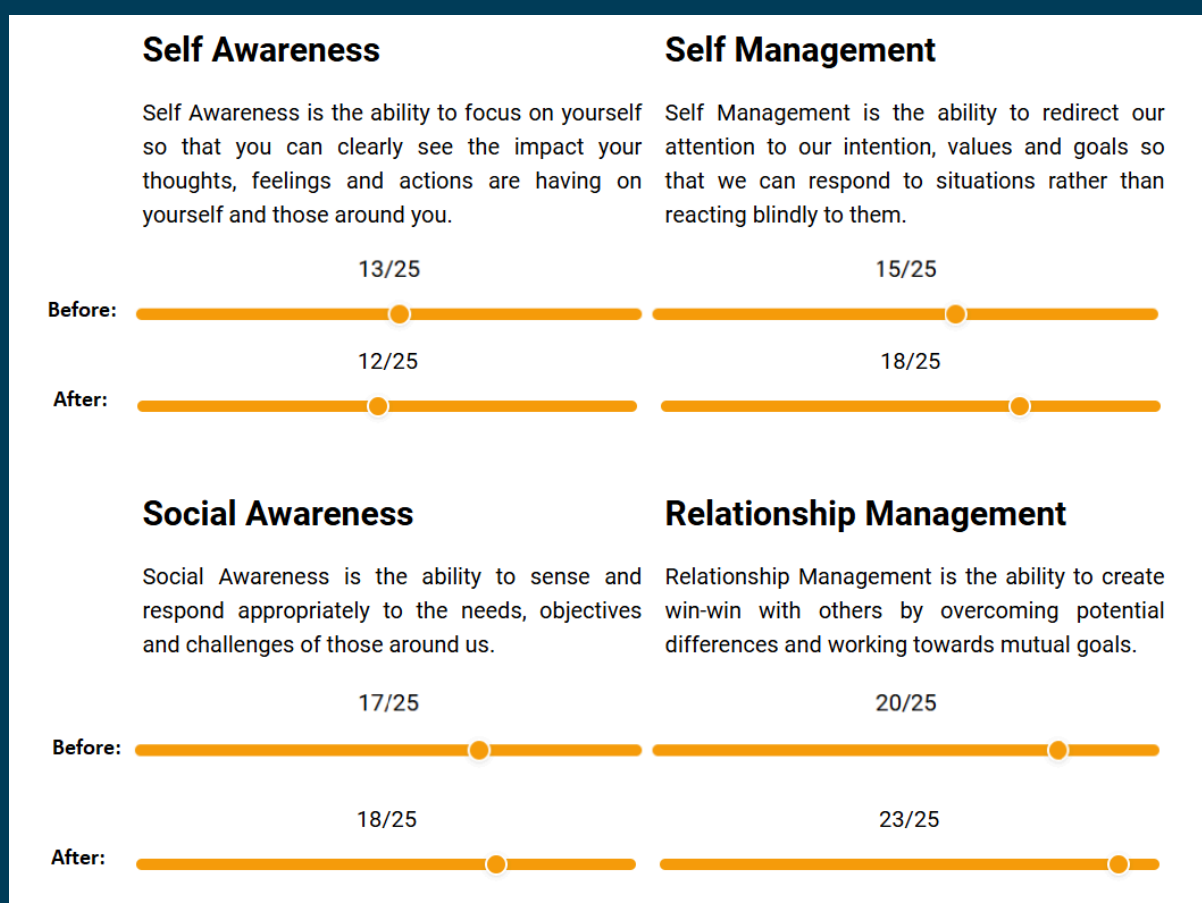 Self Awareness
Self Awareness is the ability to focus on yourself
so that you can clearly see the impact your
thoughts, feelings and actions are having on
yourself and those around you.
Self Management
Self Management is the ability to redirect our
attention to our intention, values and goals so
that we can respond to situations rather than
reacting blindly to them.
13/25
15/25
Before:
12/25
18/25
After:
Social Awareness
Social Awareness is the ability to sense and
respond appropriately to the needs, objectives
and challenges of those around us.
Relationship Management
Relationship Management is the ability to create
win-win with others by overcoming potential
differences and working towards mutual goals.
17/25
20/25
Before:
18/25
23/25
After: